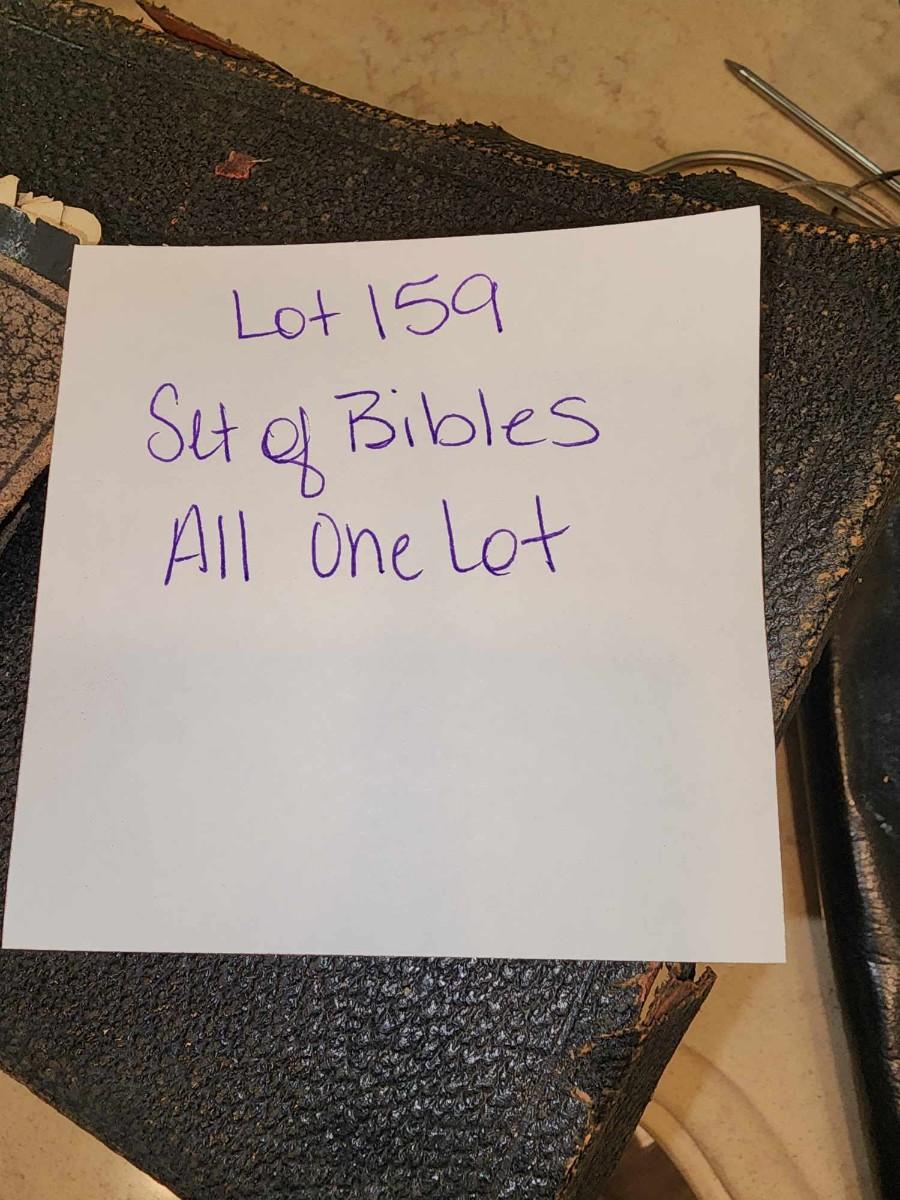 Lot 159
Set of Bibles
All One Lot